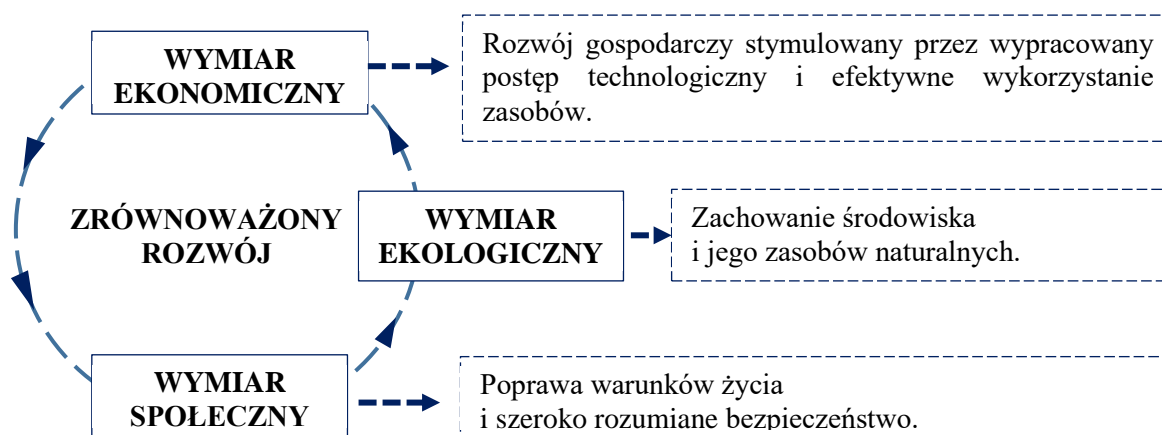 WYMIAR
EKONOMICZNY
Rozwój gospodarczy stymulowany przez wypracowany
postęp technologiczny i efektywne wykorzystanie
zasobów.
ZRÓWNOWAŻONY
ROZWÓJ
WYMIAR
EKOLOGICZNY
Zachowanie środowiska
i jego zasobów naturalnych.
WYMIAR
SPOŁECZNY
Poprawa warunków życia
i szeroko rozumiane bezpieczeństwo.